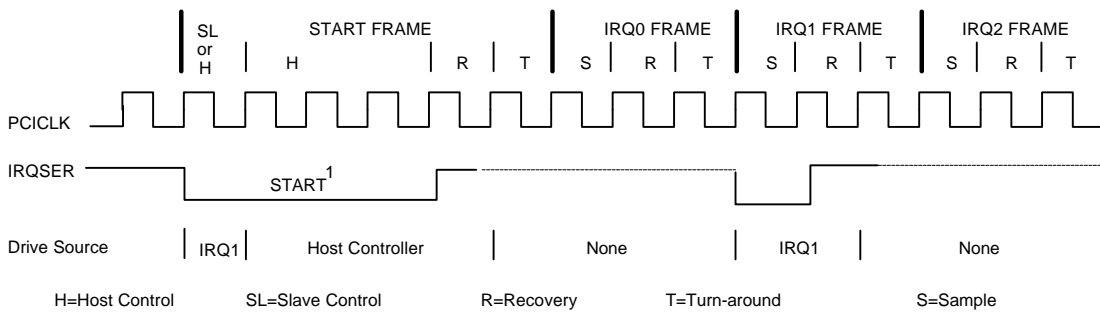 SL
or
H
START FRAME
IRQ0 FRAME
IRQ1 FRAME
IRQ2 FRAME
H R T S R T S R T S R T
PCICLK
IRQSER
START1
Drive Source IRQ1 Host Controller None IRQ1 None
H=Host Control SL=Slave Control R=Recovery T=Turn-around S=Sample